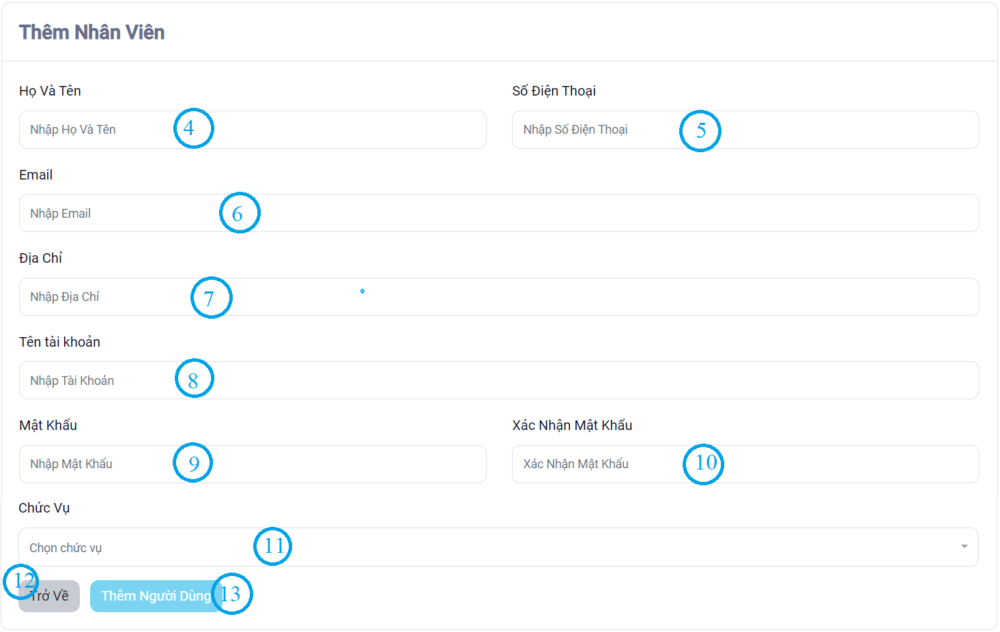 Thêm Nhân Viên
Họ Và Tên
Số Điện Thoại
Nhập Họ Và Tên 4
Nhập Số Điện Thoại 5
Email
Nhập Email 6
Địa Chỉ
Nhập Địa Chỉ 7
Tên tài khoản
Nhập Tài Khoản 8
Mật Khẩu
Xác Nhận Mật Khẩu
Nhập Mật Khẩu 9
Xác Nhận Mật Khẩu 10
Chức Vụ
Chọn chức vụ 11
12
Trở Về
Thêm Người Dùng 13